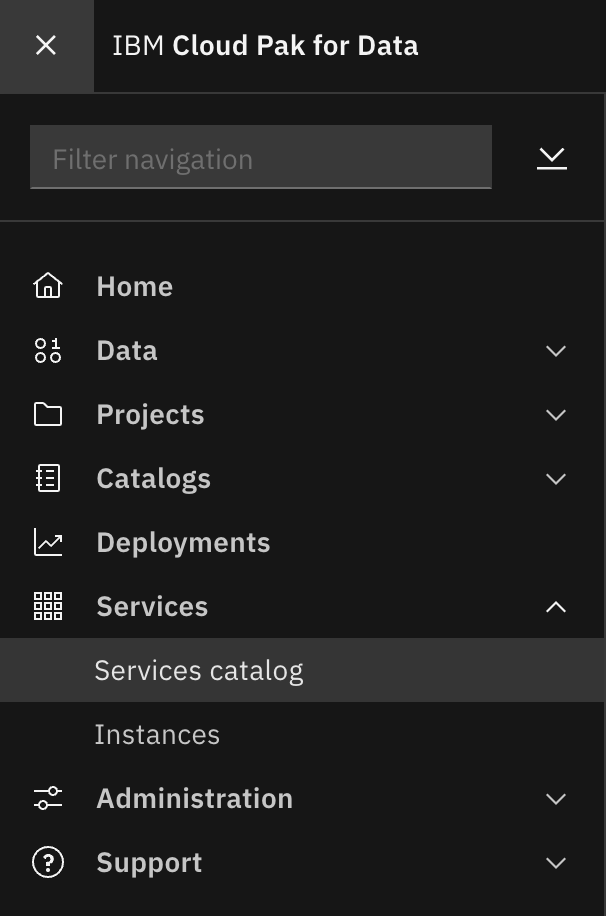 IBM Cloud Pak for Data
Filter navigation
Home
Data
Projects
Catalogs
Deployments
Services
Services catalog
Instances
Administration
Support